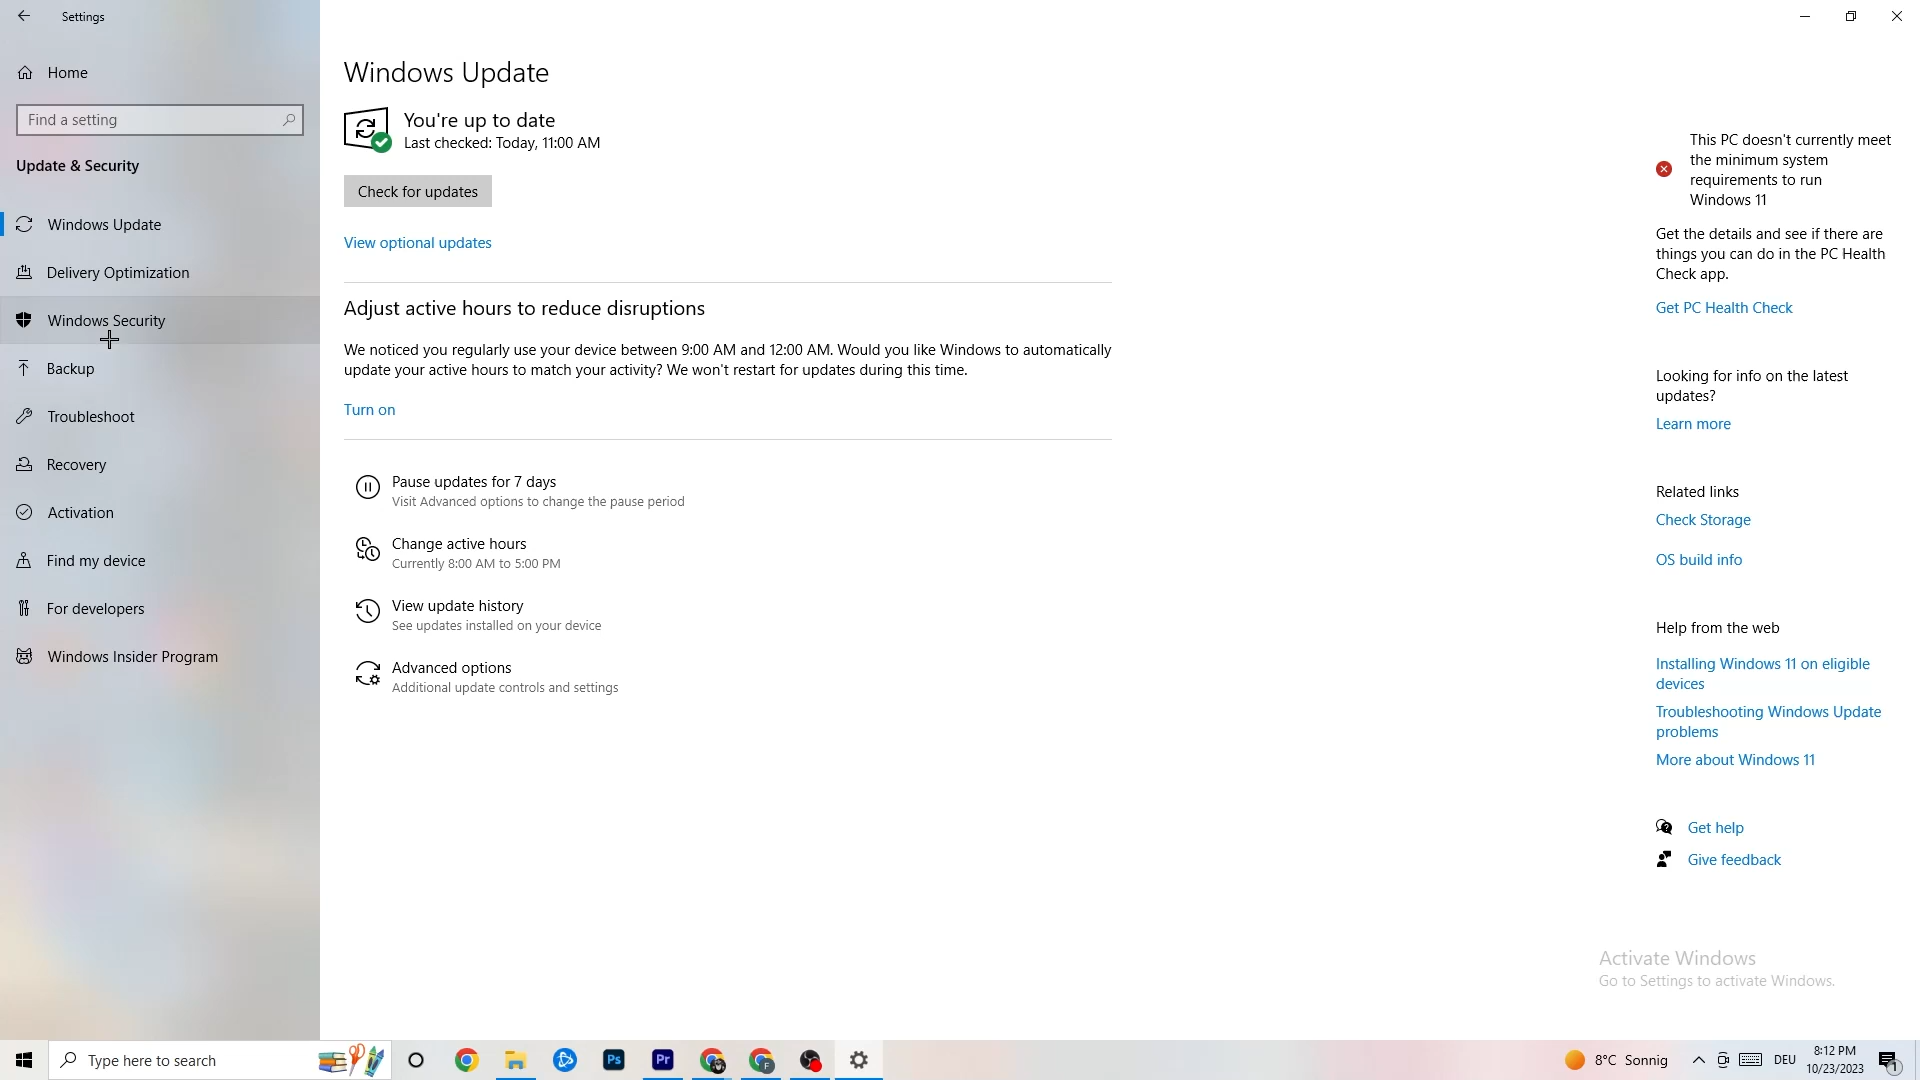 Settings
Home
Find a setting
Update & Security
Windows Update
Delivery Optimization
Windows Security
Backup
Troubleshoot
Recovery
Activation
Find my device
For developers
Windows Insider Program
Windows Update
You're up to date
Last checked: Today, 11:00 AM
Check for updates
View optional updates
Adjust active hours to reduce disruptions
We noticed you regularly use your device between 9:00 AM and 12:00 AM. Would you like Windows to automatically
update your active hours to match your activity? We won't restart for updates during this time.
Turn on
Pause updates for 7 days
Visit Advanced options to change the pause period
Change active hours
Currently 8:00 AM to 5:00 PM
View update history
See updates installed on your device
Advanced options
Additional update controls and settings
This PC doesn't currently meet
the minimum system
requirements to run
Windows 11
Get the details and see if there are
things you can do in the PC Health
Check app.
Get PC Health Check
Looking for info on the latest
updates?
Learn more
Related links
Check Storage
OS build info
Help from the web
Installing Windows 11 on eligible
devices
Troubleshooting Windows Update
problems
More about Windows 11
Get help
Give feedback
Activate Windows
Go to Settings to activate Windows.
Type here to search
Ps
Pr
F
8°C Sonnig
DEU
8:12 PM
10/23/2023
1